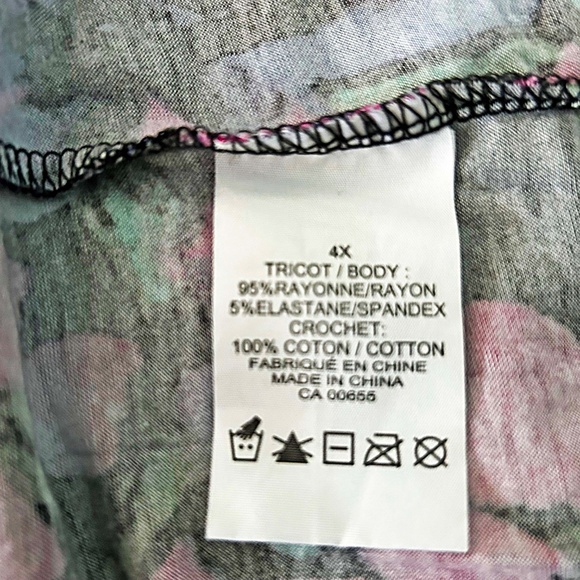 4X
TRICOT / BODY :
95%RAYONNE/RAYON
5%ELASTANE/SPANDEX
CROCHET:
100% COTON / COTTON
FABRIQUÉ EN CHINE
MADE IN CHINA
CA 00655